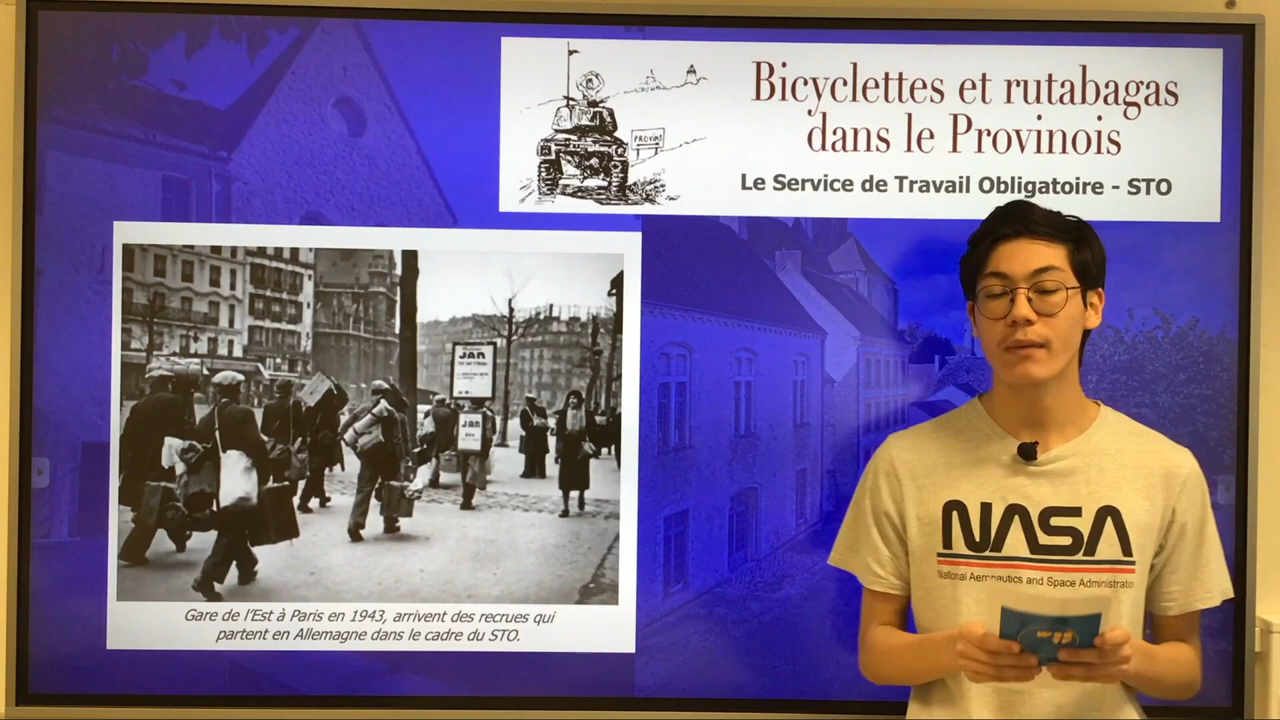 Bicyclettes et rutabagas
dans le Provinois
PROVINS
Le Service de Travail Obligatoire - STO
JAN
JAN
Gare de l'Est à Paris en 1943, arrivent des recrues qui
partent en Allemagne dans le cadre du STO.
NASA
National Aeronautics and Space Administration